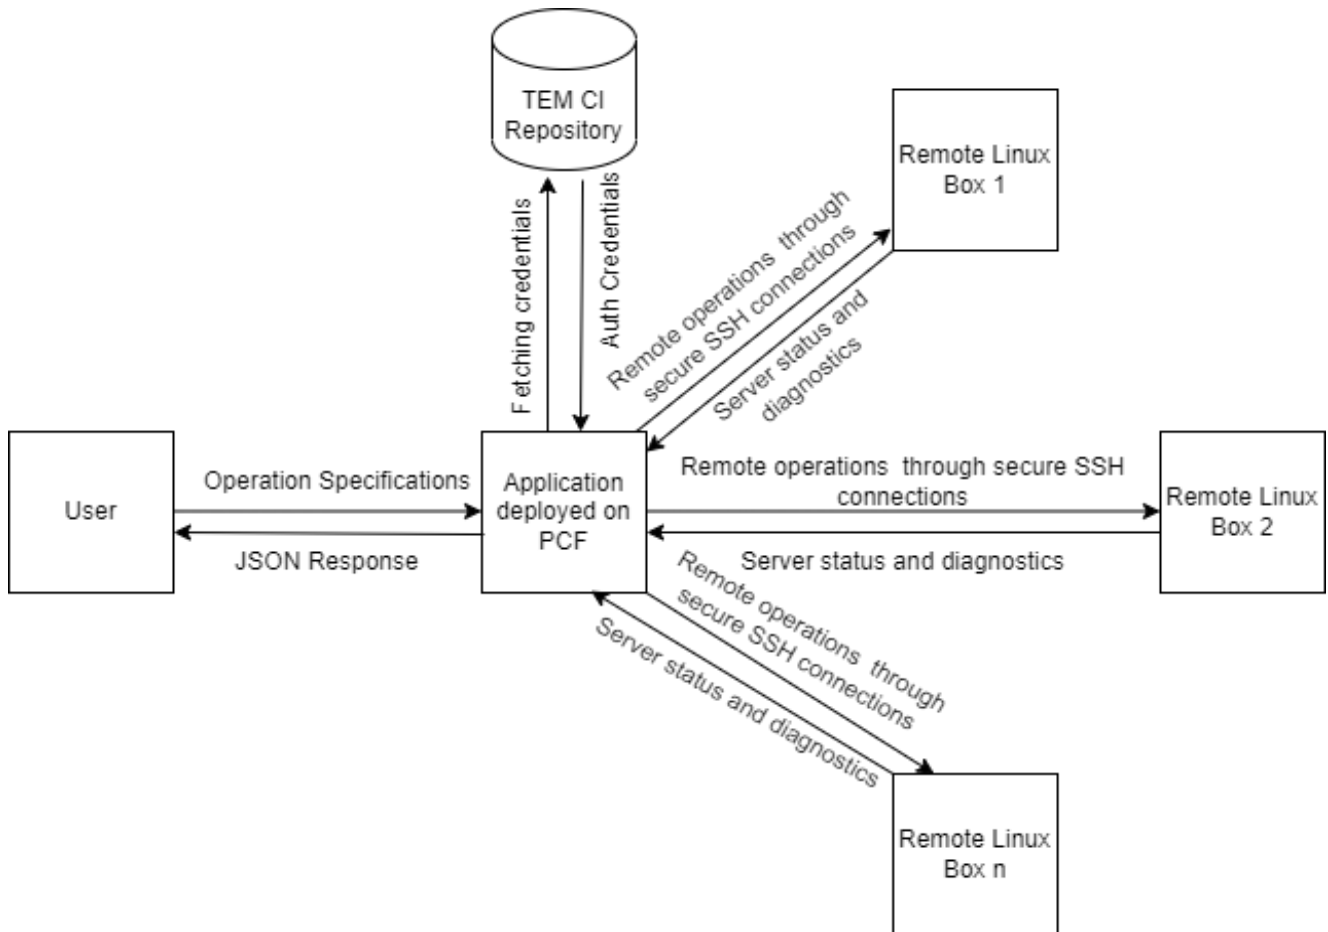 TEM CI
Repository
Remote Linux
Box 1
Fetching credentials
Auth Credentials
Remote operations through
secure SSH connections
Server status and
diagnostics
User
Operation Specifications
JSON Response
Application
deployed on
PCF
Remote operations through secure SSH
connections
Server status and diagnostics
Remote Linux
Box 2
Remote operations through
secure SSH connections
Server status and diagnostics
Remote Linux
Box n